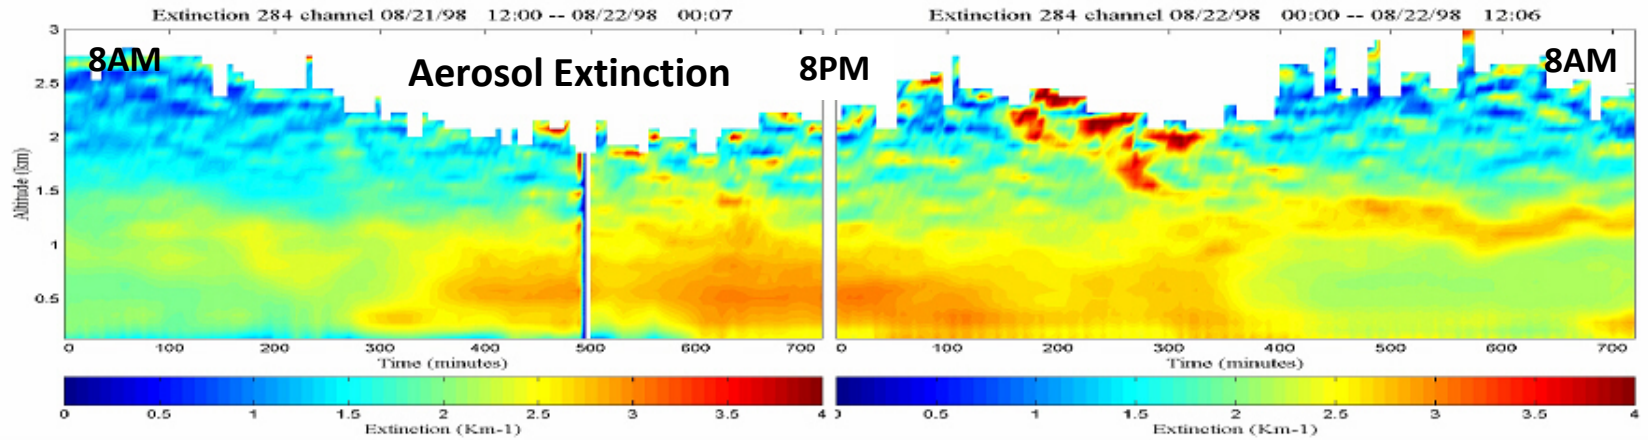 Extinction 284 channel 08/21/98 12:00 -- 08/22/98 00:07
Extinction 284 channel 08/22/98 00:00 -- 08/22/98 12:06
8AM
Aerosol Extinction
8PM
8AM
Altitude (km)
3
2.5
2
1.5
1
0.5
0 100 200 300 400 500 600 700
0 100 200 300 400 500 600 700
Time (minutes)
Time (minutes)
0 0.5 1 1.5 2 2.5 3 3.5 4
0 0.5 1 1.5 2 2.5 3 3.5 4
Extinction (Km-1)
Extinction (Km-1)